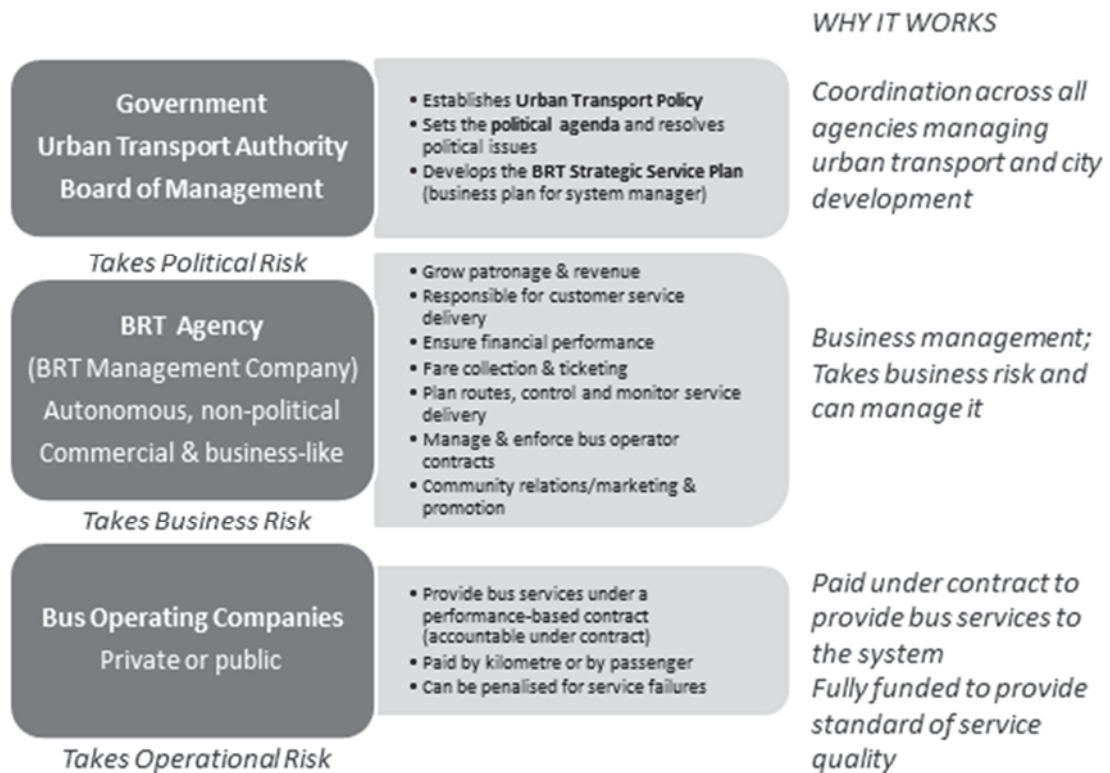 WHY IT WORKS
Government
Urban Transport Authority
Board of Management
Takes Political Risk
• Establishes Urban Transport Policy
• Sets the political agenda and resolves
political issues
• Develops the BRT Strategic Service Plan
(business plan for system manager)
Coordination across all
agencies managing
urban transport and city
development
BRT Agency
(BRT Management Company)
Autonomous, non-political
Commercial & business-like
Takes Business Risk
• Grow patronage & revenue
• Responsible for customer service
delivery
• Ensure financial performance
• Fare collection & ticketing
• Plan routes, control and monitor service
delivery
• Manage & enforce bus operator
contracts
• Community relations/marketing &
promotion
Business management;
Takes business risk and
can manage it
Bus Operating Companies
Private or public
Takes Operational Risk
• Provide bus services under a
performance-based contract
(accountable under contract)
• Paid by kilometre or by passenger
• Can be penalised for service failures
Paid under contract to
provide bus services to
the system
Fully funded to provide
standard of service
quality